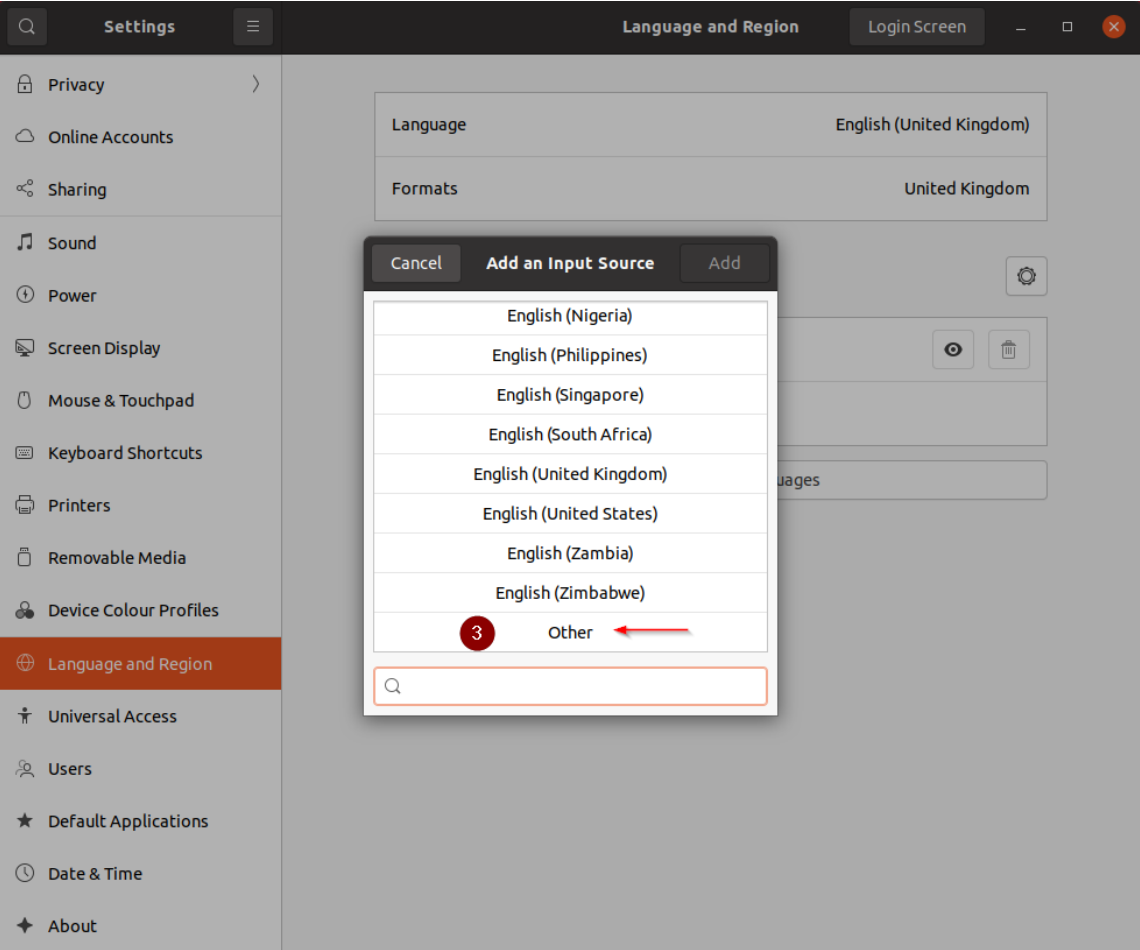 Settings
Language and Region
Login Screen
Privacy
Online Accounts
Sharing
Sound
Power
Screen Display
Mouse & Touchpad
Keyboard Shortcuts
Printers
Removable Media
Device Colour Profiles
Language and Region
Universal Access
Users
Default Applications
Date & Time
About
Language English (United Kingdom)
Formats United Kingdom
Cancel Add an Input Source Add
English (Nigeria)
English (Philippines)
English (Singapore)
English (South Africa)
English (United Kingdom)
English (United States)
English (Zambia)
English (Zimbabwe)
3 Other